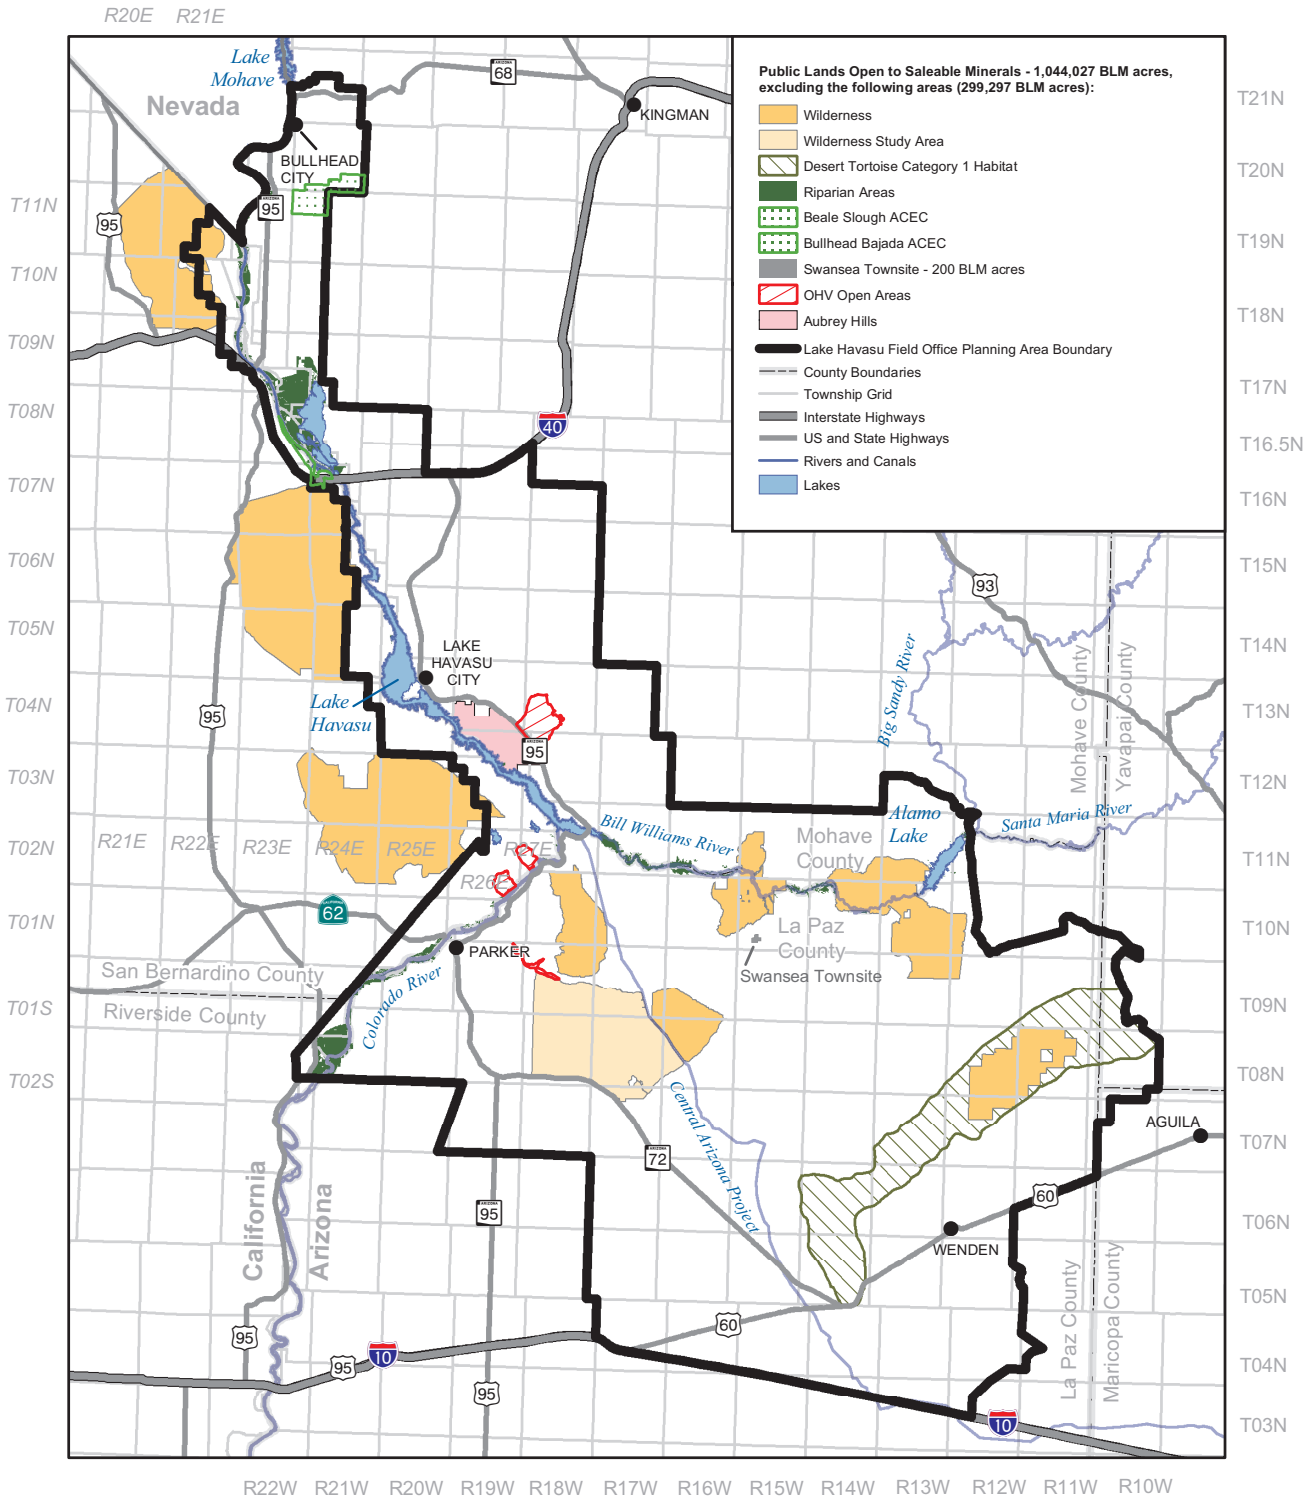 R20E R21E
Lake
Mohave
Nevada
68
KINGMAN
BULLHEAD
CITY
ARIZONA
95
95
Public Lands Open to Saleable Minerals - 1,044,027 BLM acres,
excluding the following areas (299,297 BLM acres):
Wilderness
Wilderness Study Area
Desert Tortoise Category 1 Habitat
Riparian Areas
Beale Slough ACEC
Bullhead Bajada ACEC
Swansea Townsite - 200 BLM acres
OHV Open Areas
Aubrey Hills
Lake Havasu Field Office Planning Area Boundary
County Boundaries
Township Grid
Interstate Highways
US and State Highways
Rivers and Canals
Lakes
T21N
T20N
T19N
T18N
T17N
T16.5N
T16N
T15N
T14N
T13N
T12N
T11N
T10N
T09N
T08N
T07N
T06N
T05N
T04N
T03N
T11N
T10N
T09N
T08N
T07N
T06N
T05N
T04N
T03N
T02N
T01N
T01S
T02S
40
93
LAKE
HAVASU
CITY
Lake
Havasu
95
ARIZONA
95
Big Sandy River
Mohave County
Yavapai County
Alamo
Lake
Santa Maria River
Bill Williams River
Mohave
County
R21E R22E R23E R24E R25E
R27E
R26E
CALIFORNIA
62
PARKER
La Paz
County
Swansea Townsite
San Bernardino County
Riverside County
Colorado River
Central Arizona Project
ARIZONA
72
AGUILA
60
WENDEN
California
Arizona
ARIZONA
95
La Paz County
Maricopa County
60
95
95
10
95
10
R22W R21W R20W R19W R18W R17W R16W R15W R14W R13W R12W R11W R10W